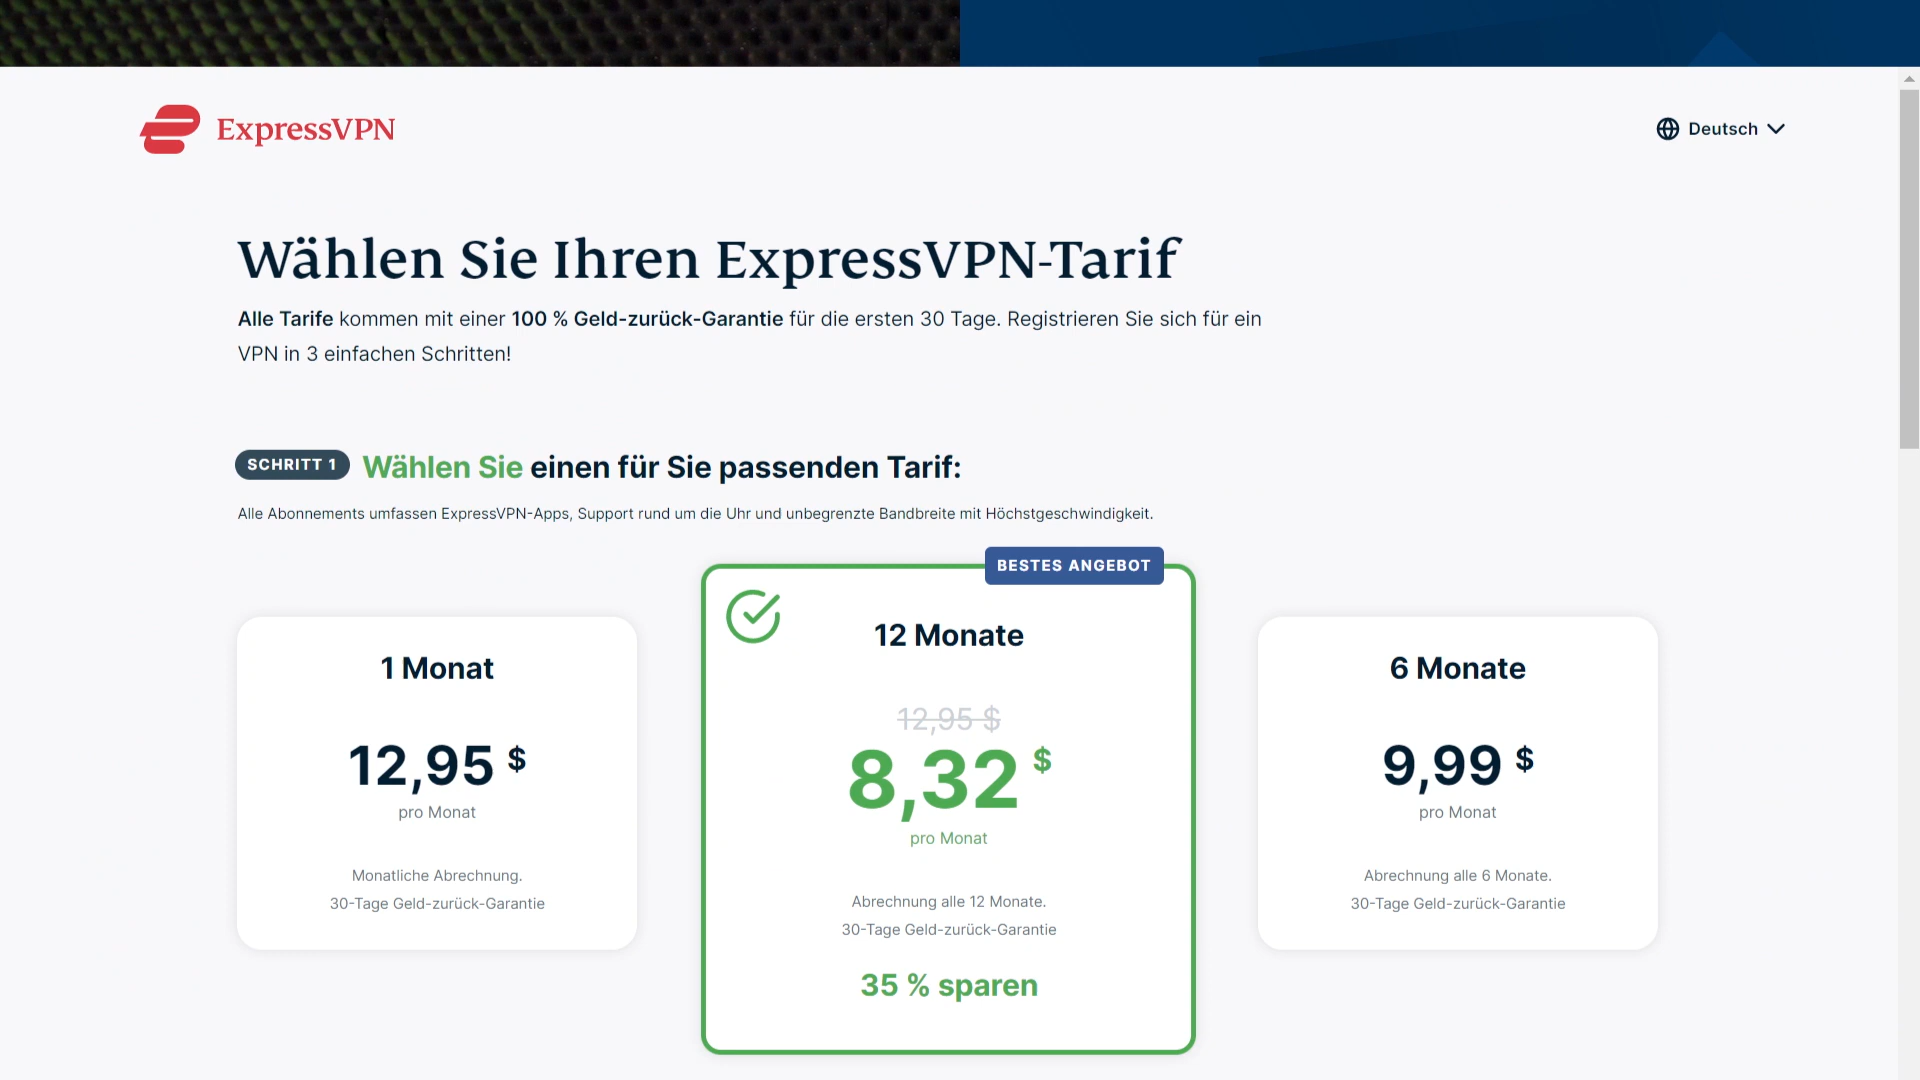 ExpressVPN
Deutsch
Wählen Sie Ihren ExpressVPN-Tarif
Alle Tarife kommen mit einer 100 % Geld-zurück-Garantie für die ersten 30 Tage. Registrieren Sie sich für ein
VPN in 3 einfachen Schritten!
SCHRITT 1 Wählen Sie einen für Sie passenden Tarif:
Alle Abonnements umfassen ExpressVPN-Apps, Support rund um die Uhr und unbegrenzte Bandbreite mit Höchstgeschwindigkeit.
1 Monat
12,95 $
pro Monat
Monatliche Abrechnung.
30-Tage Geld-zurück-Garantie
BESTES ANGEBOT
12 Monate
12,95 $
8,32 $
pro Monat
Abrechnung alle 12 Monate.
30-Tage Geld-zurück-Garantie
35 % sparen
6 Monate
9,99 $
pro Monat
Abrechnung alle 6 Monate.
30-Tage Geld-zurück-Garantie